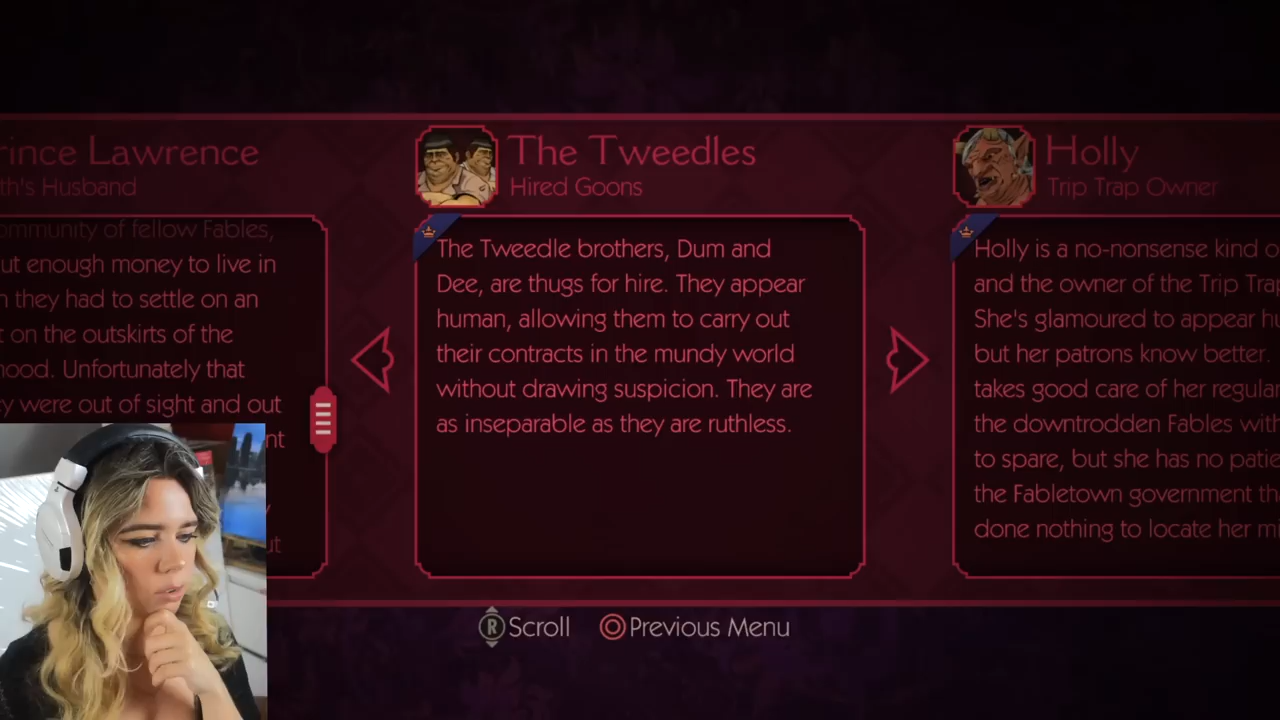 rince Lawrence
th's Husband
ommunity of fellow Fables,
ut enough money to live in
n they had to settle on an
t on the outskirts of the
nood. Unfortunately that
ey were out of sight and out
nt
y
ut
The Tweedles
Hired Goons
The Tweedle brothers, Dum and
Dee, are thugs for hire. They appear
human, allowing them to carry out
their contracts in the mundy world
without drawing suspicion. They are
as inseparable as they are ruthless.
Holly
Trip Trap Owner
Holly is a no-nonsense kind o
and the owner of the Trip Trap
She's glamoured to appear hu
but her patrons know better.
takes good care of her regular
the downtrodden Fables with
to spare, but she has no patie
the Fabletown government th
done nothing to locate her mi
R Scroll
Previous Menu